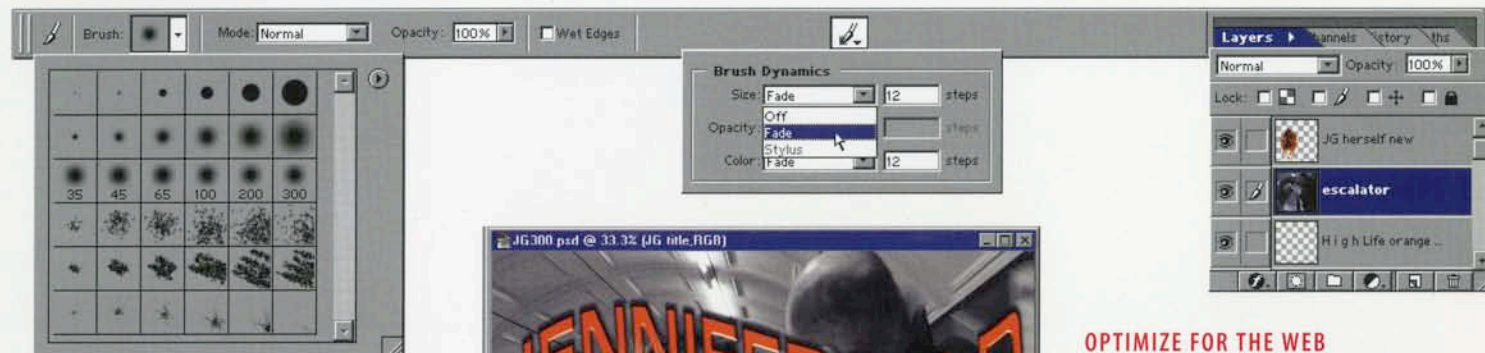 Brush: Mode: Normal Opacity: 100% Wet Edges
Brush Dynamics
Size: Fade 12 steps
Off
Fade
Stylus
Opacity: steps
Color: Fade 12 steps
35 45 65 100 200 300
Layers
Normal Opacity: 100%
Lock:
JG herself new
escalator
High Life orange ...
JG300.psd @ 33.3% (JG title,RGB)
OPTIMIZE FOR THE WEB